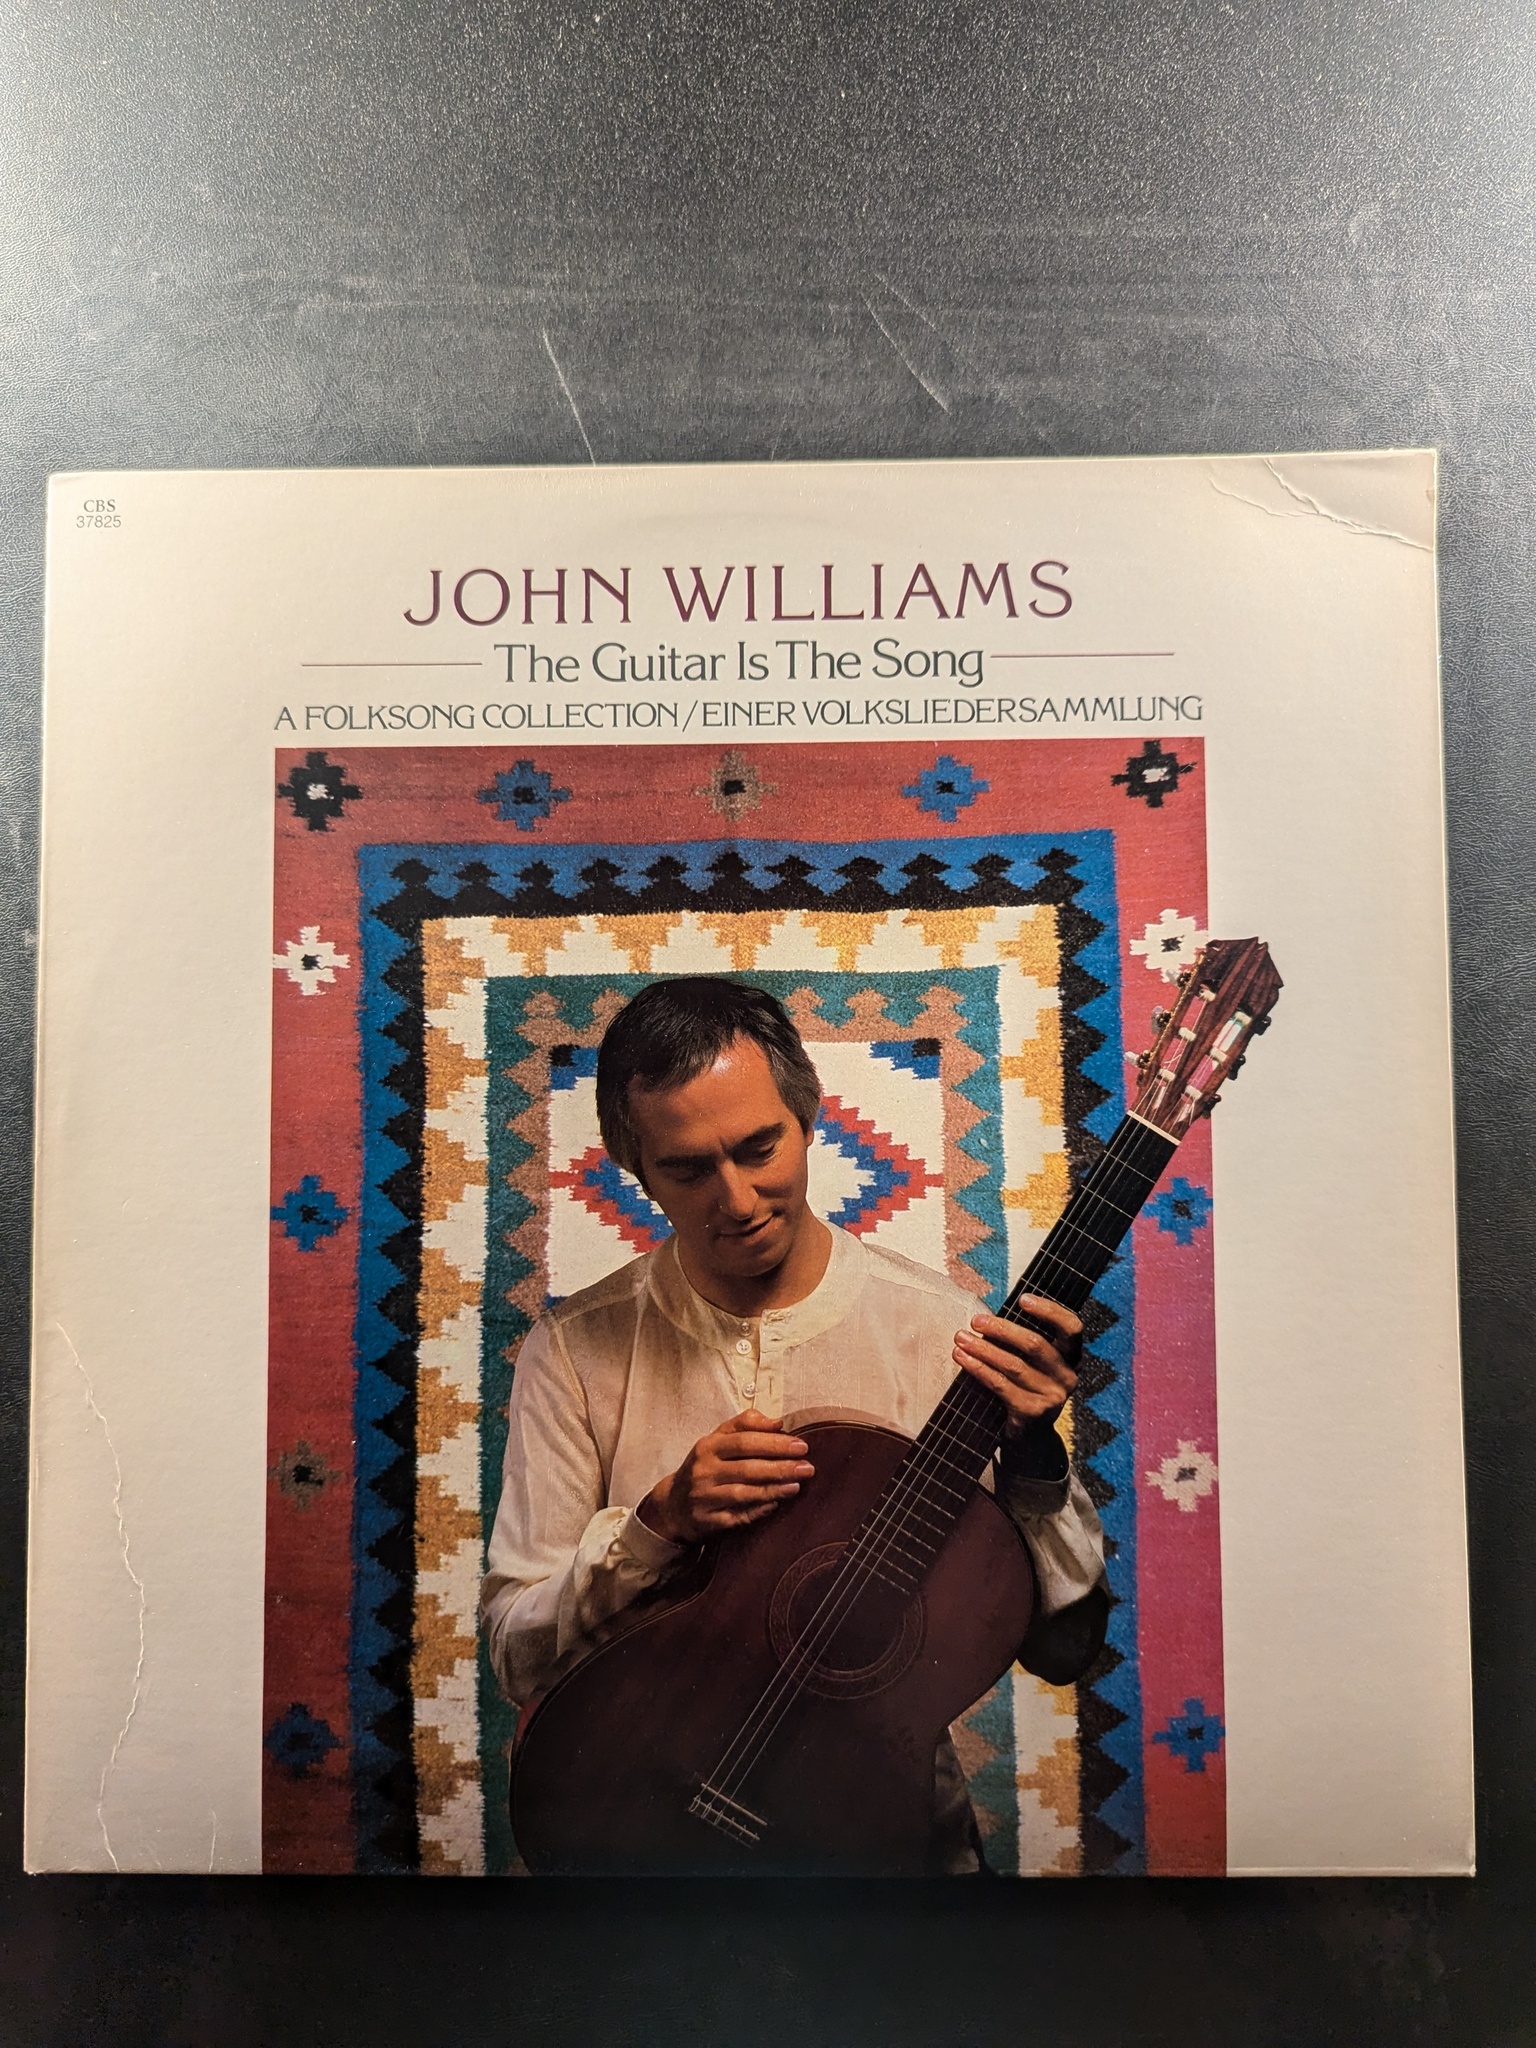 CBS
37825
JOHN WILLIAMS
The Guitar Is The Song
A FOLKSONG COLLECTION/EINER VOLKSLIEDERSAMMLUNG